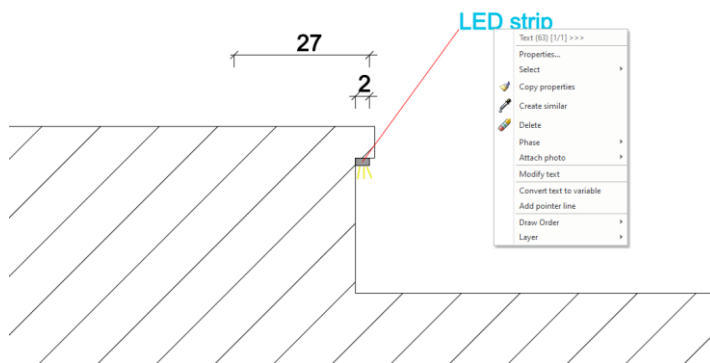 LED strip
27
2
Text (63) [1/1] >>>
Properties...
Select
Copy properties
Create similar
Delete
Phase
Attach photo
Modify text
Convert text to variable
Add pointer line
Draw Order
Layer